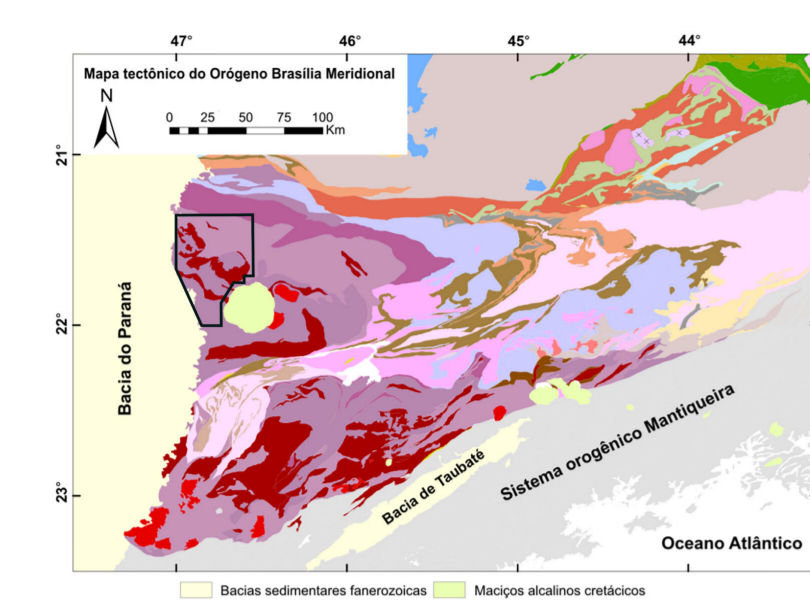 47° 46° 45° 44°
Mapa tectônico do Orógeno Brasília Meridional
N
0 25 50 75 100
Km
21°
22°
23°
Bacia do Paraná
Bacia de Taubaté
Sistema orogênico Mantiqueira
Oceano Atlântico
Bacias sedimentares fanerozoicas Maciços alcalinos cretácicos